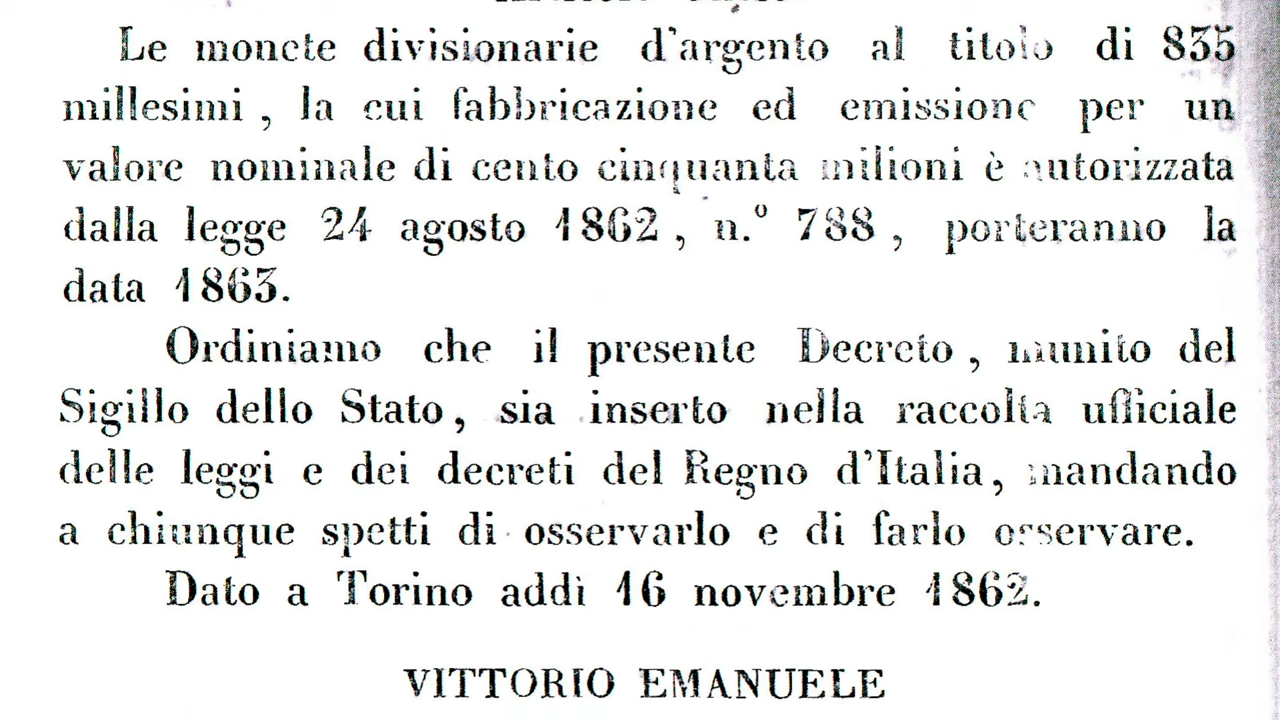 Le monete divisionarie d'argento al titolo di 835
millesimi, la cui fabbricazione ed emissione per un
valore nominale di cento cinquanta milioni è autorizzata
dalla legge 24 agosto 1862, n.º 788, porteranno la
data 1863.
Ordiniamo che il presente Decreto, munito del
Sigillo dello Stato, sia inserto nella raccolta ufficiale
delle leggi e dei decreti del Regno d'Italia, mandando
a chiunque spetti di osservarlo e di farlo osservare.
Dato a Torino addì 16 novembre 1862.
VITTORIO EMANUELE